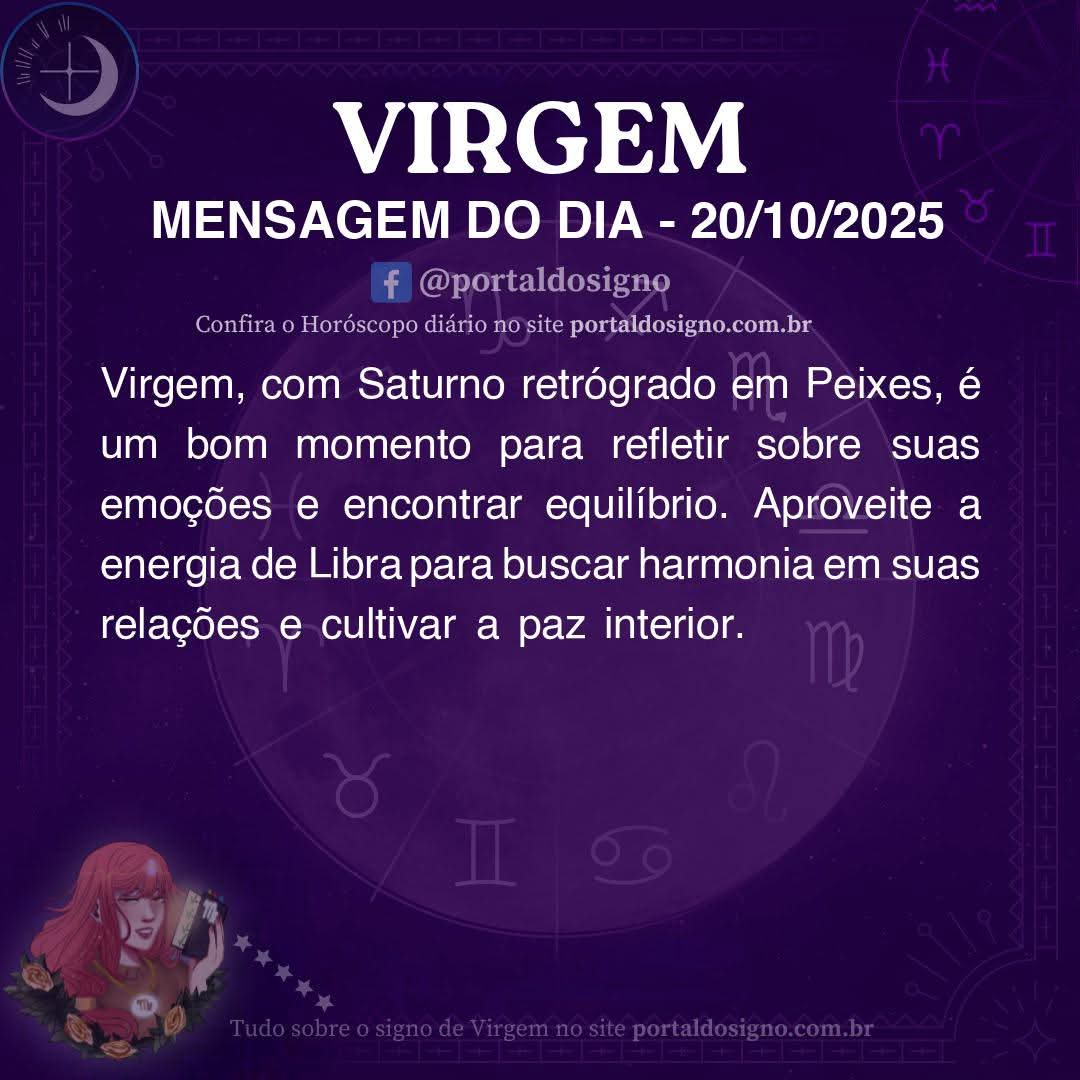 VIRGEM
MENSAGEM DO DIA - 20/10/2025
@portaldosigno
Confira o Horóscopo diário no site portaldosigno.com.br
Virgem, com Saturno retrógrado em Peixes, é
um bom momento para refletir sobre suas
emoções e encontrar equilíbrio. Aproveite a
energia de Libra para buscar harmonia em suas
relações e cultivar a paz interior.
Tudo sobre o signo de Virgem no site portaldosigno.com.br